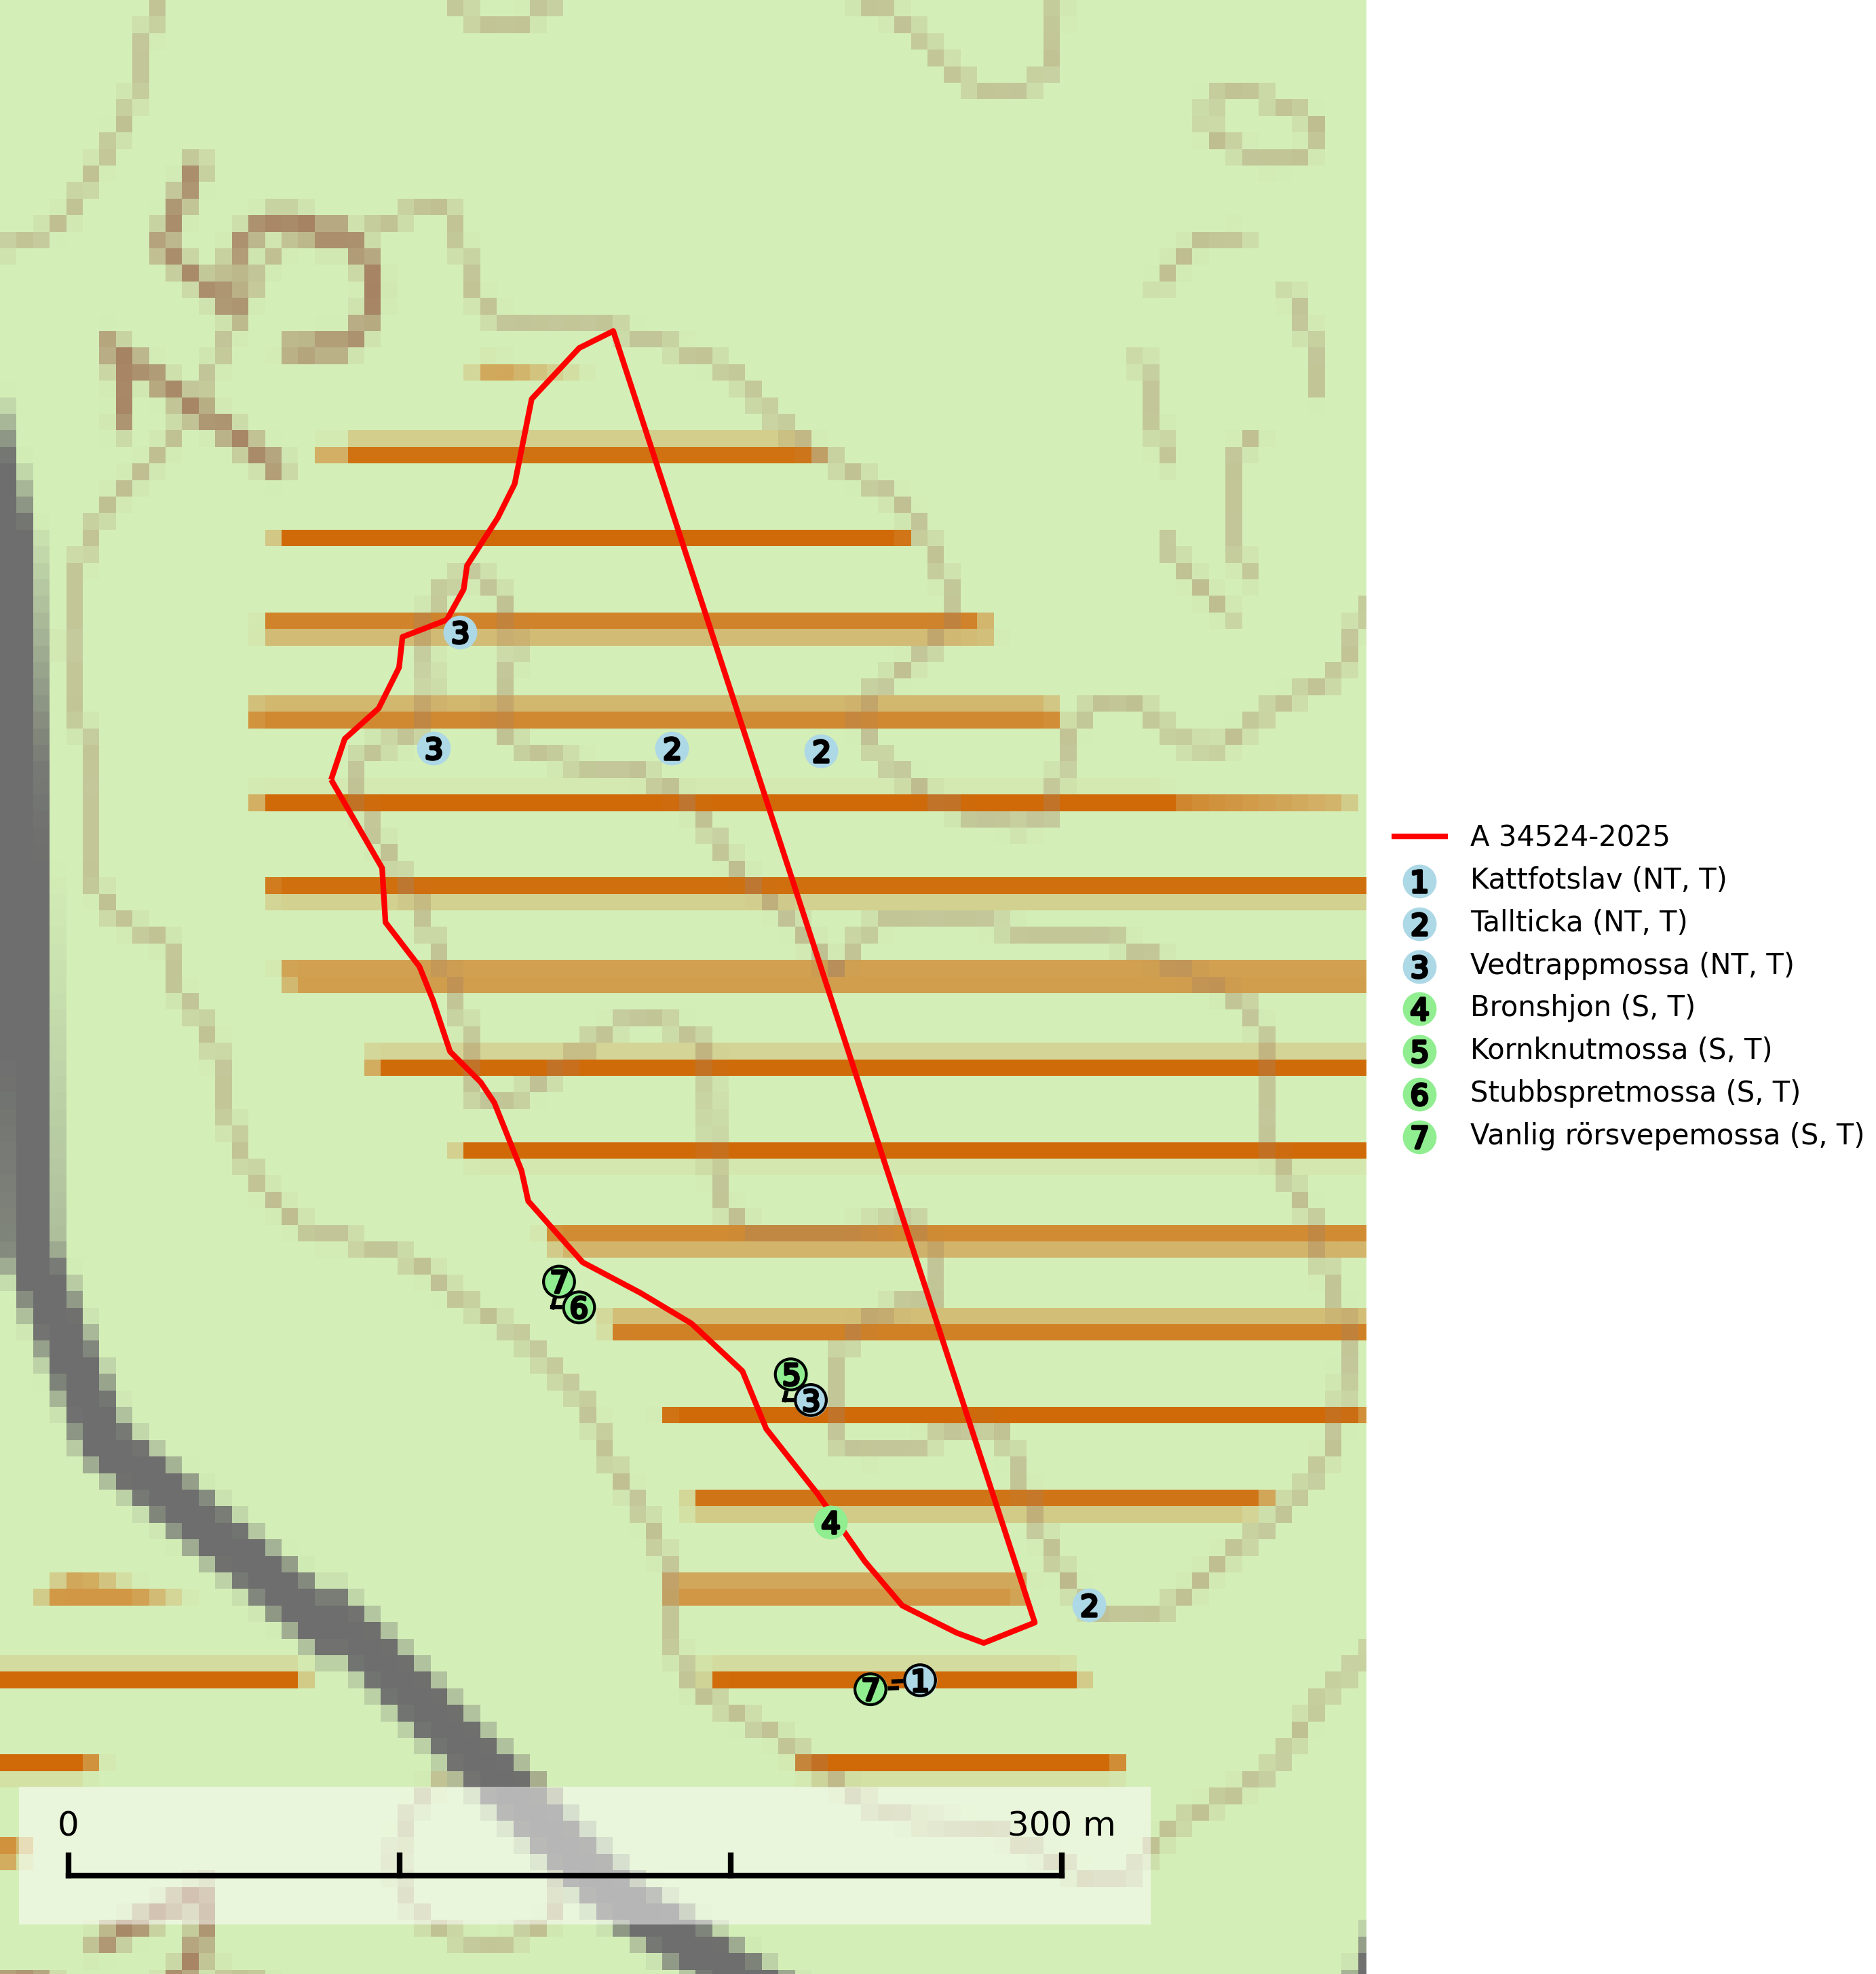 3
3
2
2
7
6
5
3
4
2
1
7
0
300 m
A 34524-2025
1 Kattfotslav (NT, T)
2 Tallticka (NT, T)
3 Vedtrappmossa (NT, T)
4 Bronshjon (S, T)
5 Kornknutmossa (S, T)
6 Stubbspretmossa (S, T)
7 Vanlig rörsvepemossa (S, T)